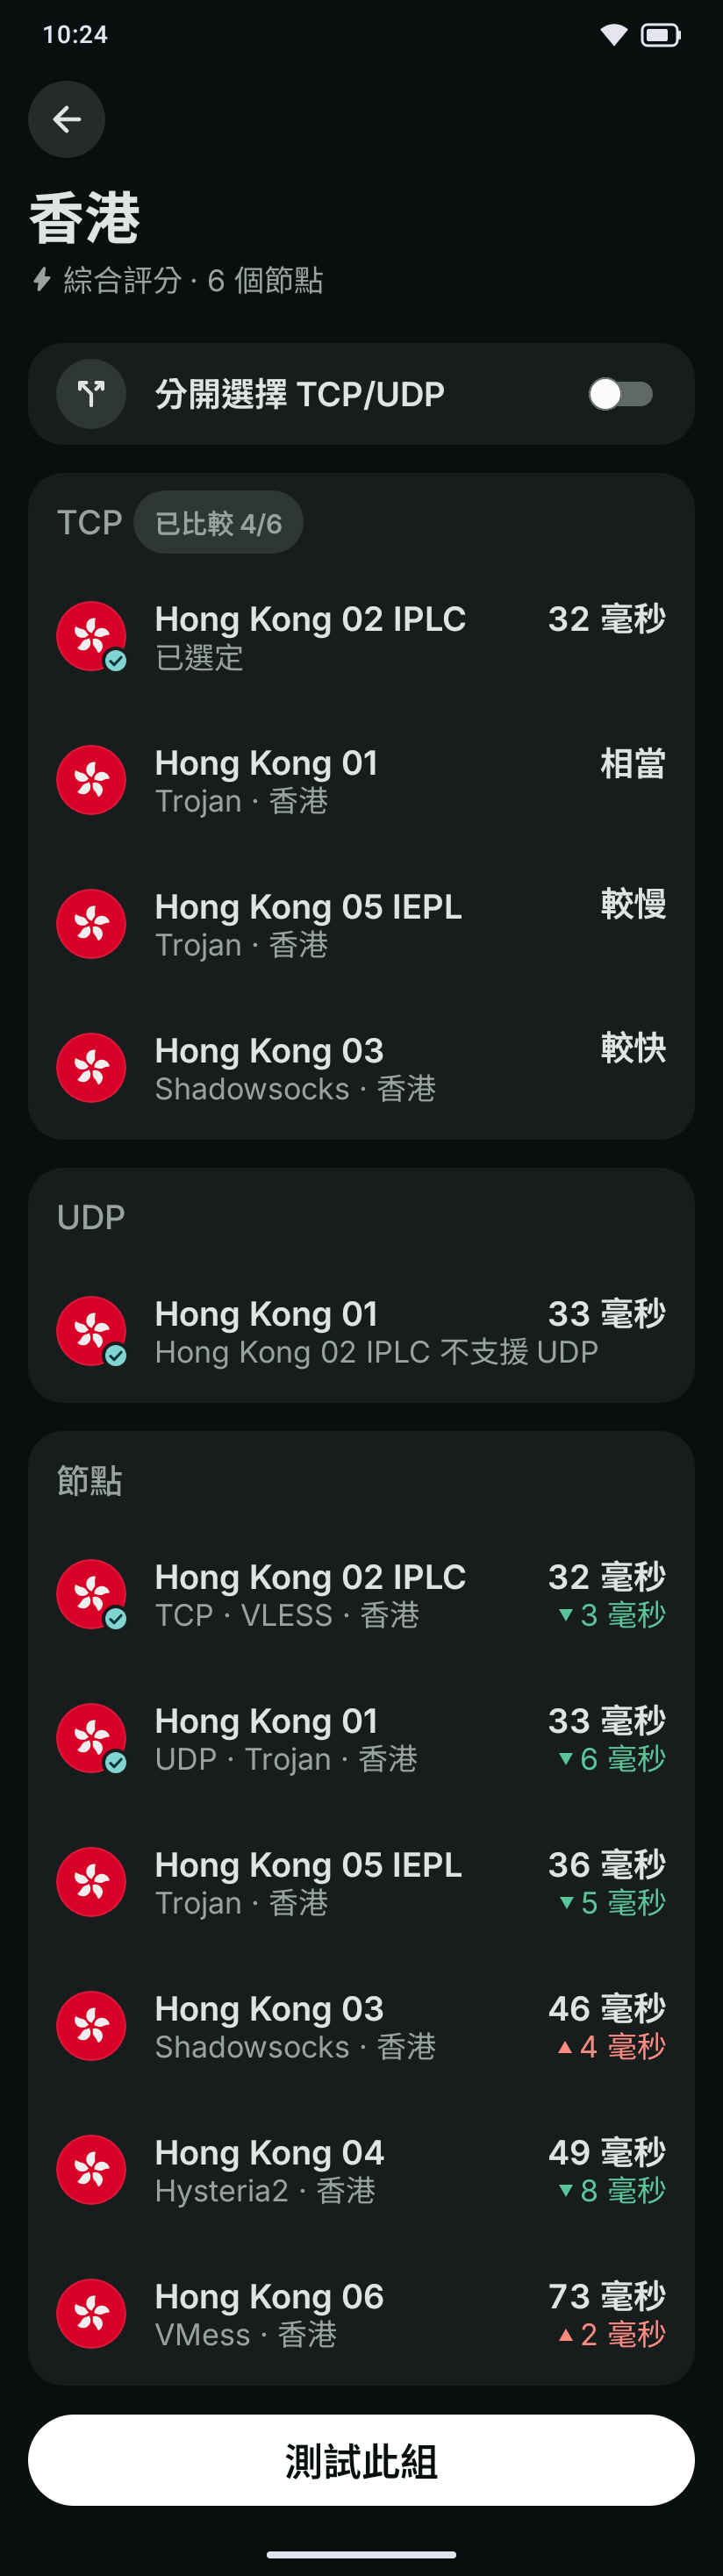 10:24
香港
綜合評分 · 6 個節點
分開選擇 TCP/UDP
TCP 已比較 4/6
Hong Kong 02 IPLC 32 毫秒
已選定
Hong Kong 01 相當
Trojan · 香港
Hong Kong 05 IEPL 較慢
Trojan · 香港
Hong Kong 03 較快
Shadowsocks · 香港
UDP
Hong Kong 01 33 毫秒
Hong Kong 02 IPLC 不支援 UDP
節點
Hong Kong 02 IPLC 32 毫秒
TCP · VLESS · 香港 ▼3 毫秒
Hong Kong 01 33 毫秒
UDP · Trojan · 香港 ▼6 毫秒
Hong Kong 05 IEPL 36 毫秒
Trojan · 香港 ▼5 毫秒
Hong Kong 03 46 毫秒
Shadowsocks · 香港 ▲4 毫秒
Hong Kong 04 49 毫秒
Hysteria2 · 香港 ▼8 毫秒
Hong Kong 06 73 毫秒
VMess · 香港 ▲2 毫秒
測試此組